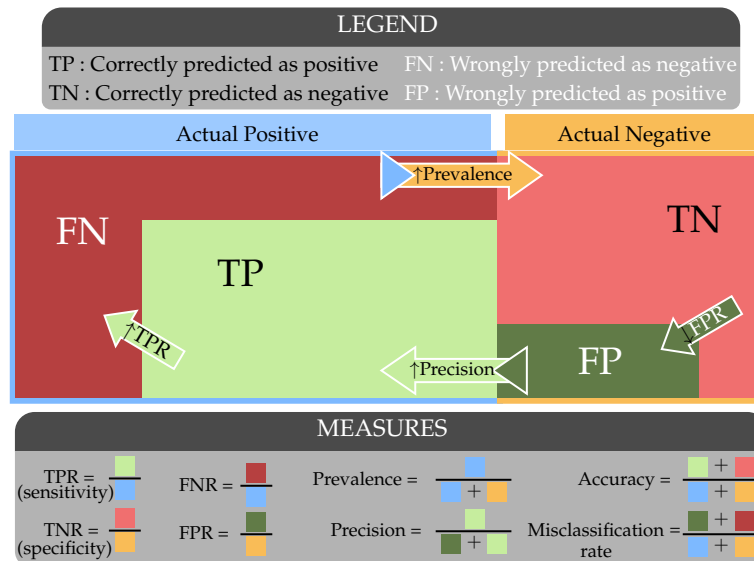 LEGEND
TP : Correctly predicted as positive FN : Wrongly predicted as negative
TN : Correctly predicted as negative FP : Wrongly predicted as positive
Actual Positive Actual Negative
↑Prevalence
FN TP TN
↑TPR ↓FPR
↑Precision FP
MEASURES
TPR = FNR = Prevalence = + Accuracy = + +
(sensitivity)
TNR = FPR = Precision = + Misclassification = + +
(specificity) rate